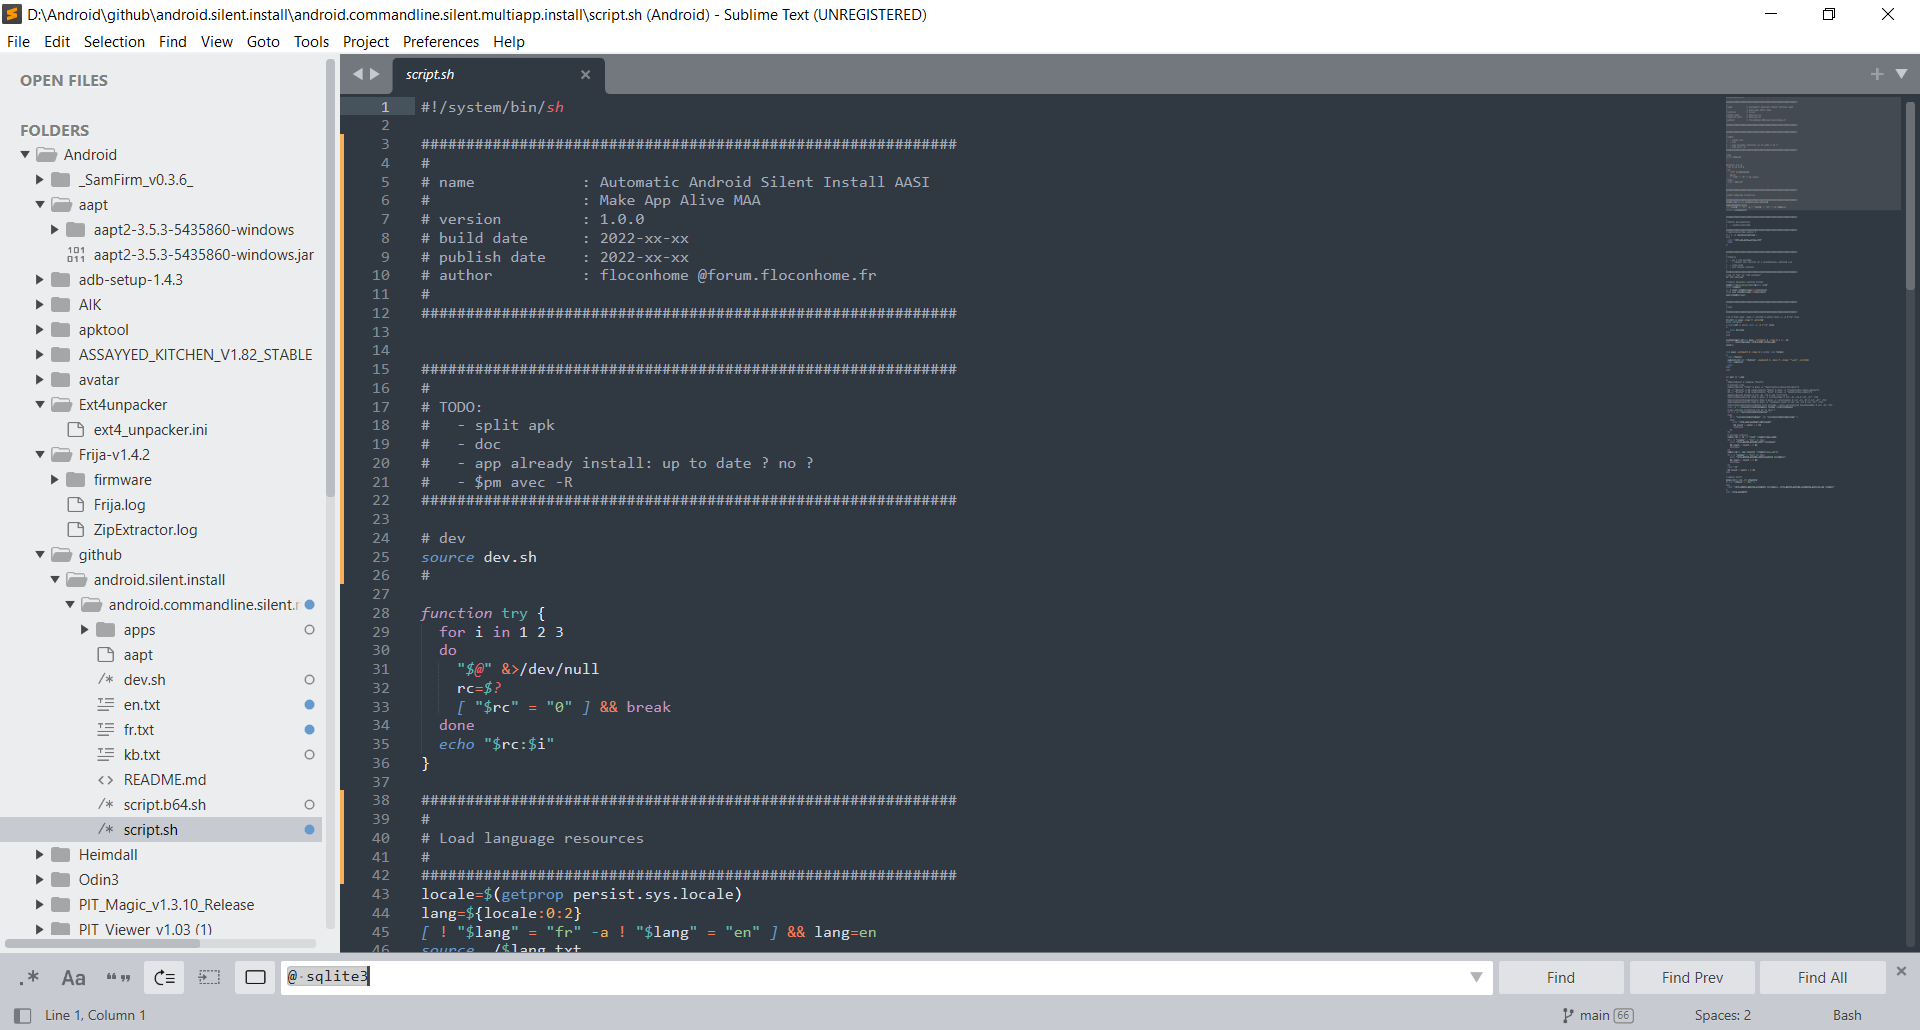 D:\Android\github\android.silent.install\android.commandline.silent.multiapp.install\script.sh (Android) - Sublime Text (UNREGISTERED)
File Edit Selection Find View Goto Tools Project Preferences Help
OPEN FILES
FOLDERS
Android
_SamFirm_v0.3.6_
aapt
aapt2-3.5.3-5435860-windows
aapt2-3.5.3-5435860-windows.jar
adb-setup-1.4.3
AIK
apktool
ASSAYYED_KITCHEN_V1.82_STABLE
avatar
Ext4unpacker
ext4_unpacker.ini
Frija-v1.4.2
firmware
Frija.log
ZipExtractor.log
github
android.silent.install
android.commandline.silent.
apps
aapt
dev.sh
en.txt
fr.txt
kb.txt
README.md
script.b64.sh
script.sh
Heimdall
Odin3
PIT_Magic_v1.3.10_Release
PIT_Viewer_v1.03 (1)
script.sh
1 #!/system/bin/sh
2
3 ############################################################
4 #
5 # name            : Automatic Android Silent Install AASI
6 #                 : Make App Alive MAA
7 # version         : 1.0.0
8 # build date      : 2022-xx-xx
9 # publish date    : 2022-xx-xx
10 # author          : floconhome @forum.floconhome.fr
11 #
12 ############################################################
13
14
15 ############################################################
16 #
17 # TODO:
18 #   - split apk
19 #   - doc
20 #   - app already install: up to date ? no ?
21 #   - $pm avec -R
22 ############################################################
23
24 # dev
25 source dev.sh
26 #
27
28 function try {
29   for i in 1 2 3
30   do
31     "$@" &>/dev/null
32     rc=$?
33     [ "$rc" = "0" ] && break
34   done
35   echo "$rc:$i"
36 }
37
38 ############################################################
39 #
40 # Load language resources
41 #
42 ############################################################
43 locale=$(getprop persist.sys.locale)
44 lang=${locale:0:2}
45 [ ! "$lang" = "fr" -a ! "$lang" = "en" ] && lang=en
46 source ./$lang.txt
@ sqlite3
Find
Find Prev
Find All
Line 1, Column 1
main 66
Spaces: 2
Bash